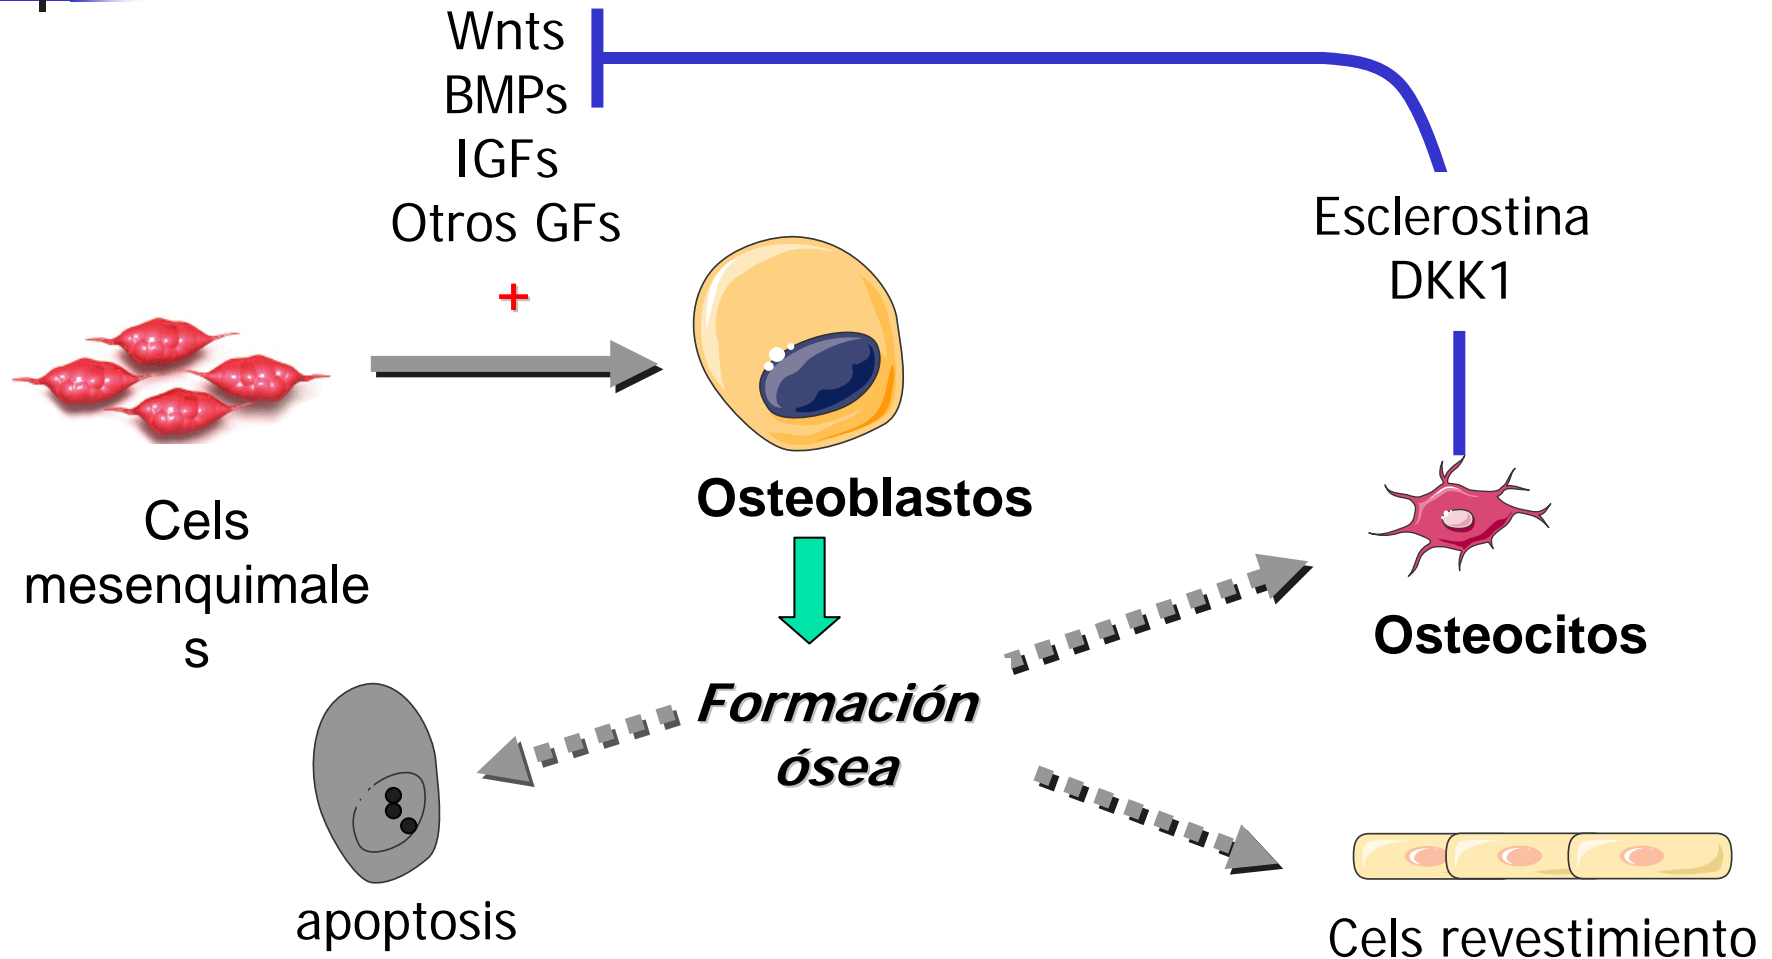 Wnts
BMPs
IGFs
Otros GFs
+
Esclerostina
DKK1
Cels
mesenquimale
s
Osteoblastos
Osteocitos
Formación
ósea
apoptosis
Cels revestimiento